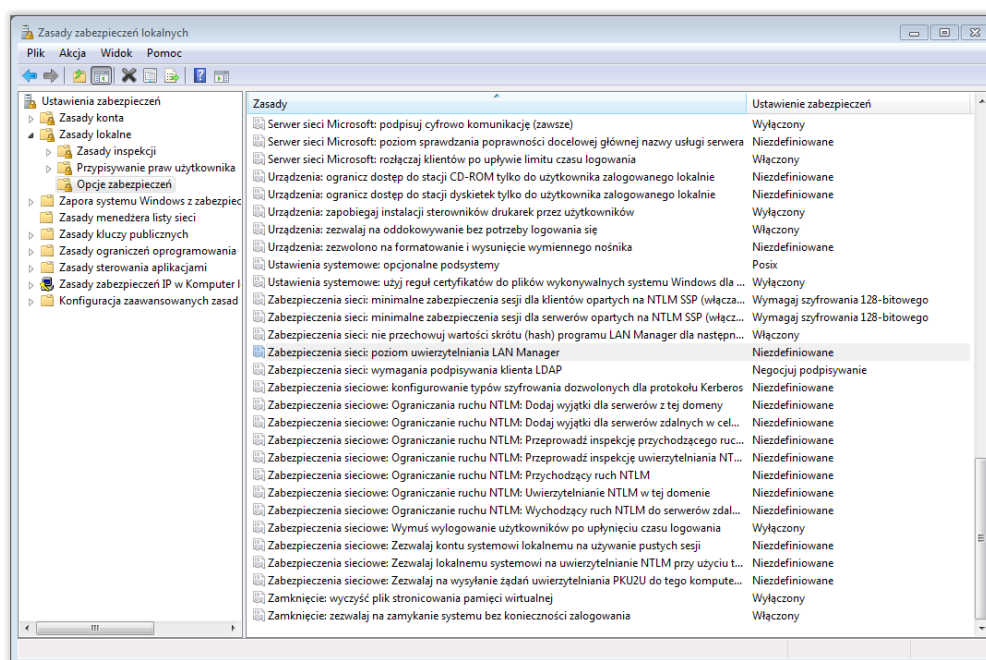 Zasady zabezpieczeń lokalnych
Plik Akcja Widok Pomoc
Ustawienia zabezpieczeń
Zasady konta
Zasady lokalne
Zasady inspekcji
Przypisywanie praw użytkownika
Opcje zabezpieczeń
Zapora systemu Windows z zabezpiec
Zasady menedżera listy sieci
Zasady kluczy publicznych
Zasady ograniczeń oprogramowania
Zasady sterowania aplikacjami
Zasady zabezpieczeń IP w Komputer l
Konfiguracja zaawansowanych zasad
Zasady Ustawienie zabezpieczeń
Serwer sieci Microsoft: podpisuj cyfrowo komunikację (zawsze) Wyłączony
Serwer sieci Microsoft: poziom sprawdzania poprawności docelowej głównej nazwy usługi serwera Niezdefiniowane
Serwer sieci Microsoft: rozłączaj klientów po upływie limitu czasu logowania Włączony
Urządzenia: ogranicz dostęp do stacji CD-ROM tylko do użytkownika zalogowanego lokalnie Niezdefiniowane
Urządzenia: ogranicz dostęp do stacji dyskietek tylko do użytkownika zalogowanego lokalnie Niezdefiniowane
Urządzenia: zapobiegaj instalacji sterowników drukarek przez użytkowników Wyłączony
Urządzenia: zezwalaj na oddokowywanie bez potrzeby logowania się Włączony
Urządzenia: zezwolono na formatowanie i wysunięcie wymiennego nośnika Niezdefiniowane
Ustawienia systemowe: opcjonalne podsystemy Posix
Ustawienia systemowe: użyj reguł certyfikatów do plików wykonywalnych systemu Windows dla ... Wyłączony
Zabezpieczenia sieci: minimalne zabezpieczenia sesji dla klientów opartych na NTLM SSP (włącza... Wymagaj szyfrowania 128-bitowego
Zabezpieczenia sieci: minimalne zabezpieczenia sesji dla serwerów opartych na NTLM SSP (włącz... Wymagaj szyfrowania 128-bitowego
Zabezpieczenia sieci: nie przechowuj wartości skrótu (hash) programu LAN Manager dla następn... Włączony
Zabezpieczenia sieci: poziom uwierzytelniania LAN Manager Niezdefiniowane
Zabezpieczenia sieci: wymagania podpisywania klienta LDAP Negocjuj podpisywanie
Zabezpieczenia sieciowe: konfigurowanie typów szyfrowania dozwolonych dla protokołu Kerberos Niezdefiniowane
Zabezpieczenia sieciowe: Ograniczanie ruchu NTLM: Dodaj wyjątki dla serwerów z tej domeny Niezdefiniowane
Zabezpieczenia sieciowe: Ograniczanie ruchu NTLM: Dodaj wyjątki dla serwerów zdalnych w cel... Niezdefiniowane
Zabezpieczenia sieciowe: Ograniczanie ruchu NTLM: Przeprowadź inspekcję przychodzącego ruc... Niezdefiniowane
Zabezpieczenia sieciowe: Ograniczanie ruchu NTLM: Przeprowadź inspekcję uwierzytelniania NT... Niezdefiniowane
Zabezpieczenia sieciowe: Ograniczanie ruchu NTLM: Przychodzący ruch NTLM Niezdefiniowane
Zabezpieczenia sieciowe: Ograniczanie ruchu NTLM: Uwierzytelnianie NTLM w tej domenie Niezdefiniowane
Zabezpieczenia sieciowe: Ograniczanie ruchu NTLM: Wychodzący ruch NTLM do serwerów zdal... Niezdefiniowane
Zabezpieczenia sieciowe: Wymuś wylogowanie użytkowników po upłynięciu czasu logowania Wyłączony
Zabezpieczenia sieciowe: Zezwalaj kontu systemowi lokalnemu na używanie pustych sesji Niezdefiniowane
Zabezpieczenia sieciowe: Zezwalaj lokalnemu systemowi na uwierzytelnianie NTLM przy użyciu t... Niezdefiniowane
Zabezpieczenia sieciowe: Zezwalaj na wysyłanie żądań uwierzytelniania PKU2U do tego kompute... Niezdefiniowane
Zamknięcie: wyczyść plik stronicowania pamięci wirtualnej Wyłączony
Zamknięcie: zezwalaj na zamykanie systemu bez konieczności zalogowania Włączony